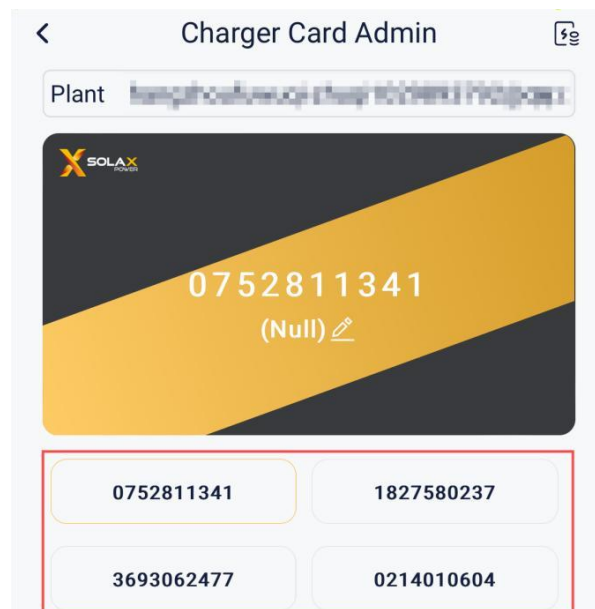 Charger Card Admin
Plant
SOLAX
POWER
0752811341
(Null)
0752811341 1827580237
3693062477 0214010604